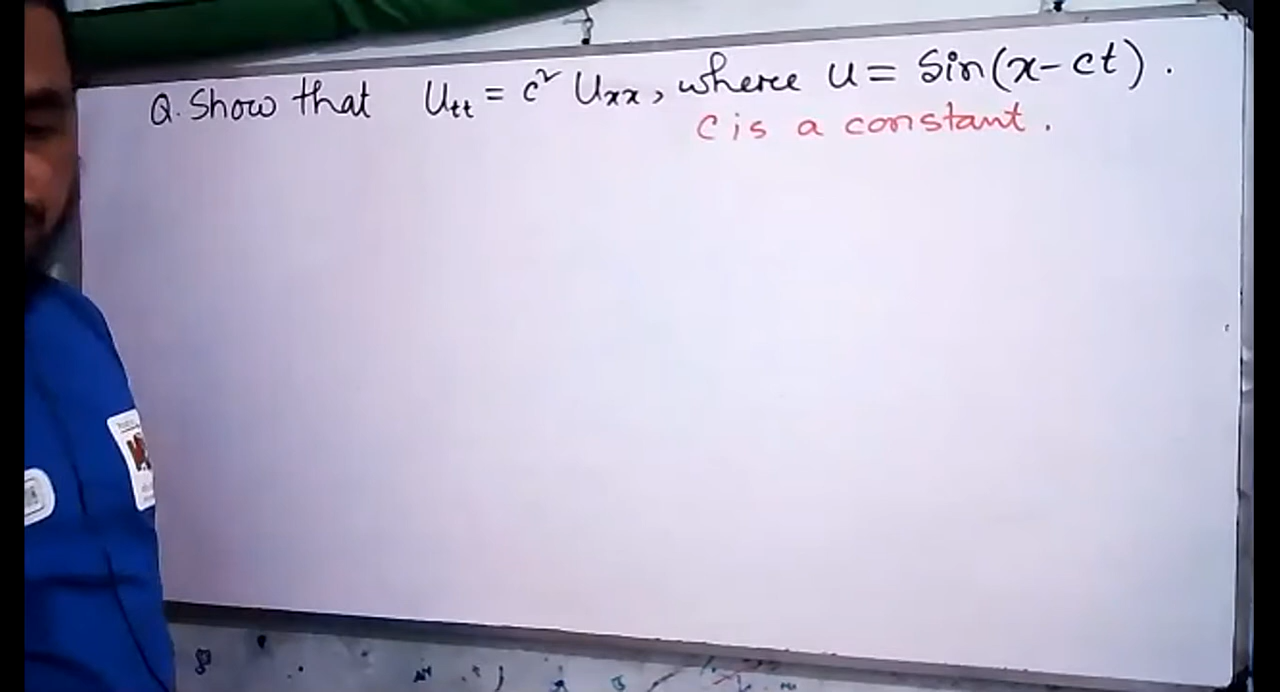 Q. Show that Utt = c² Uxx, where u = Sin(x-ct).
C is a constant.